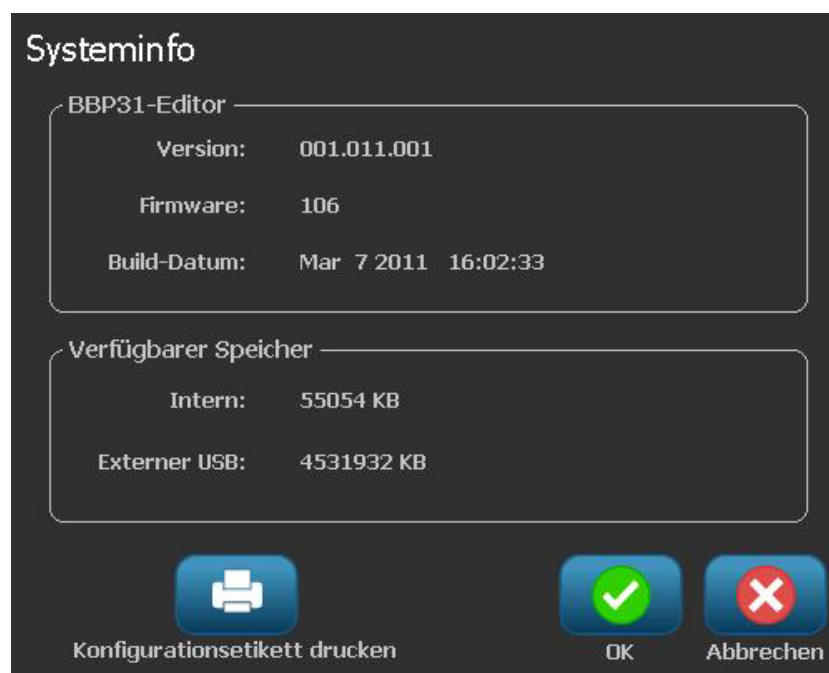 Systeminfo
BBP31-Editor
Version: 001.011.001
Firmware: 106
Build-Datum: Mar 7 2011 16:02:33
Verfügbarer Speicher
Intern: 55054 KB
Externer USB: 4531932 KB
Konfigurationsetikett drucken
OK
Abbrechen